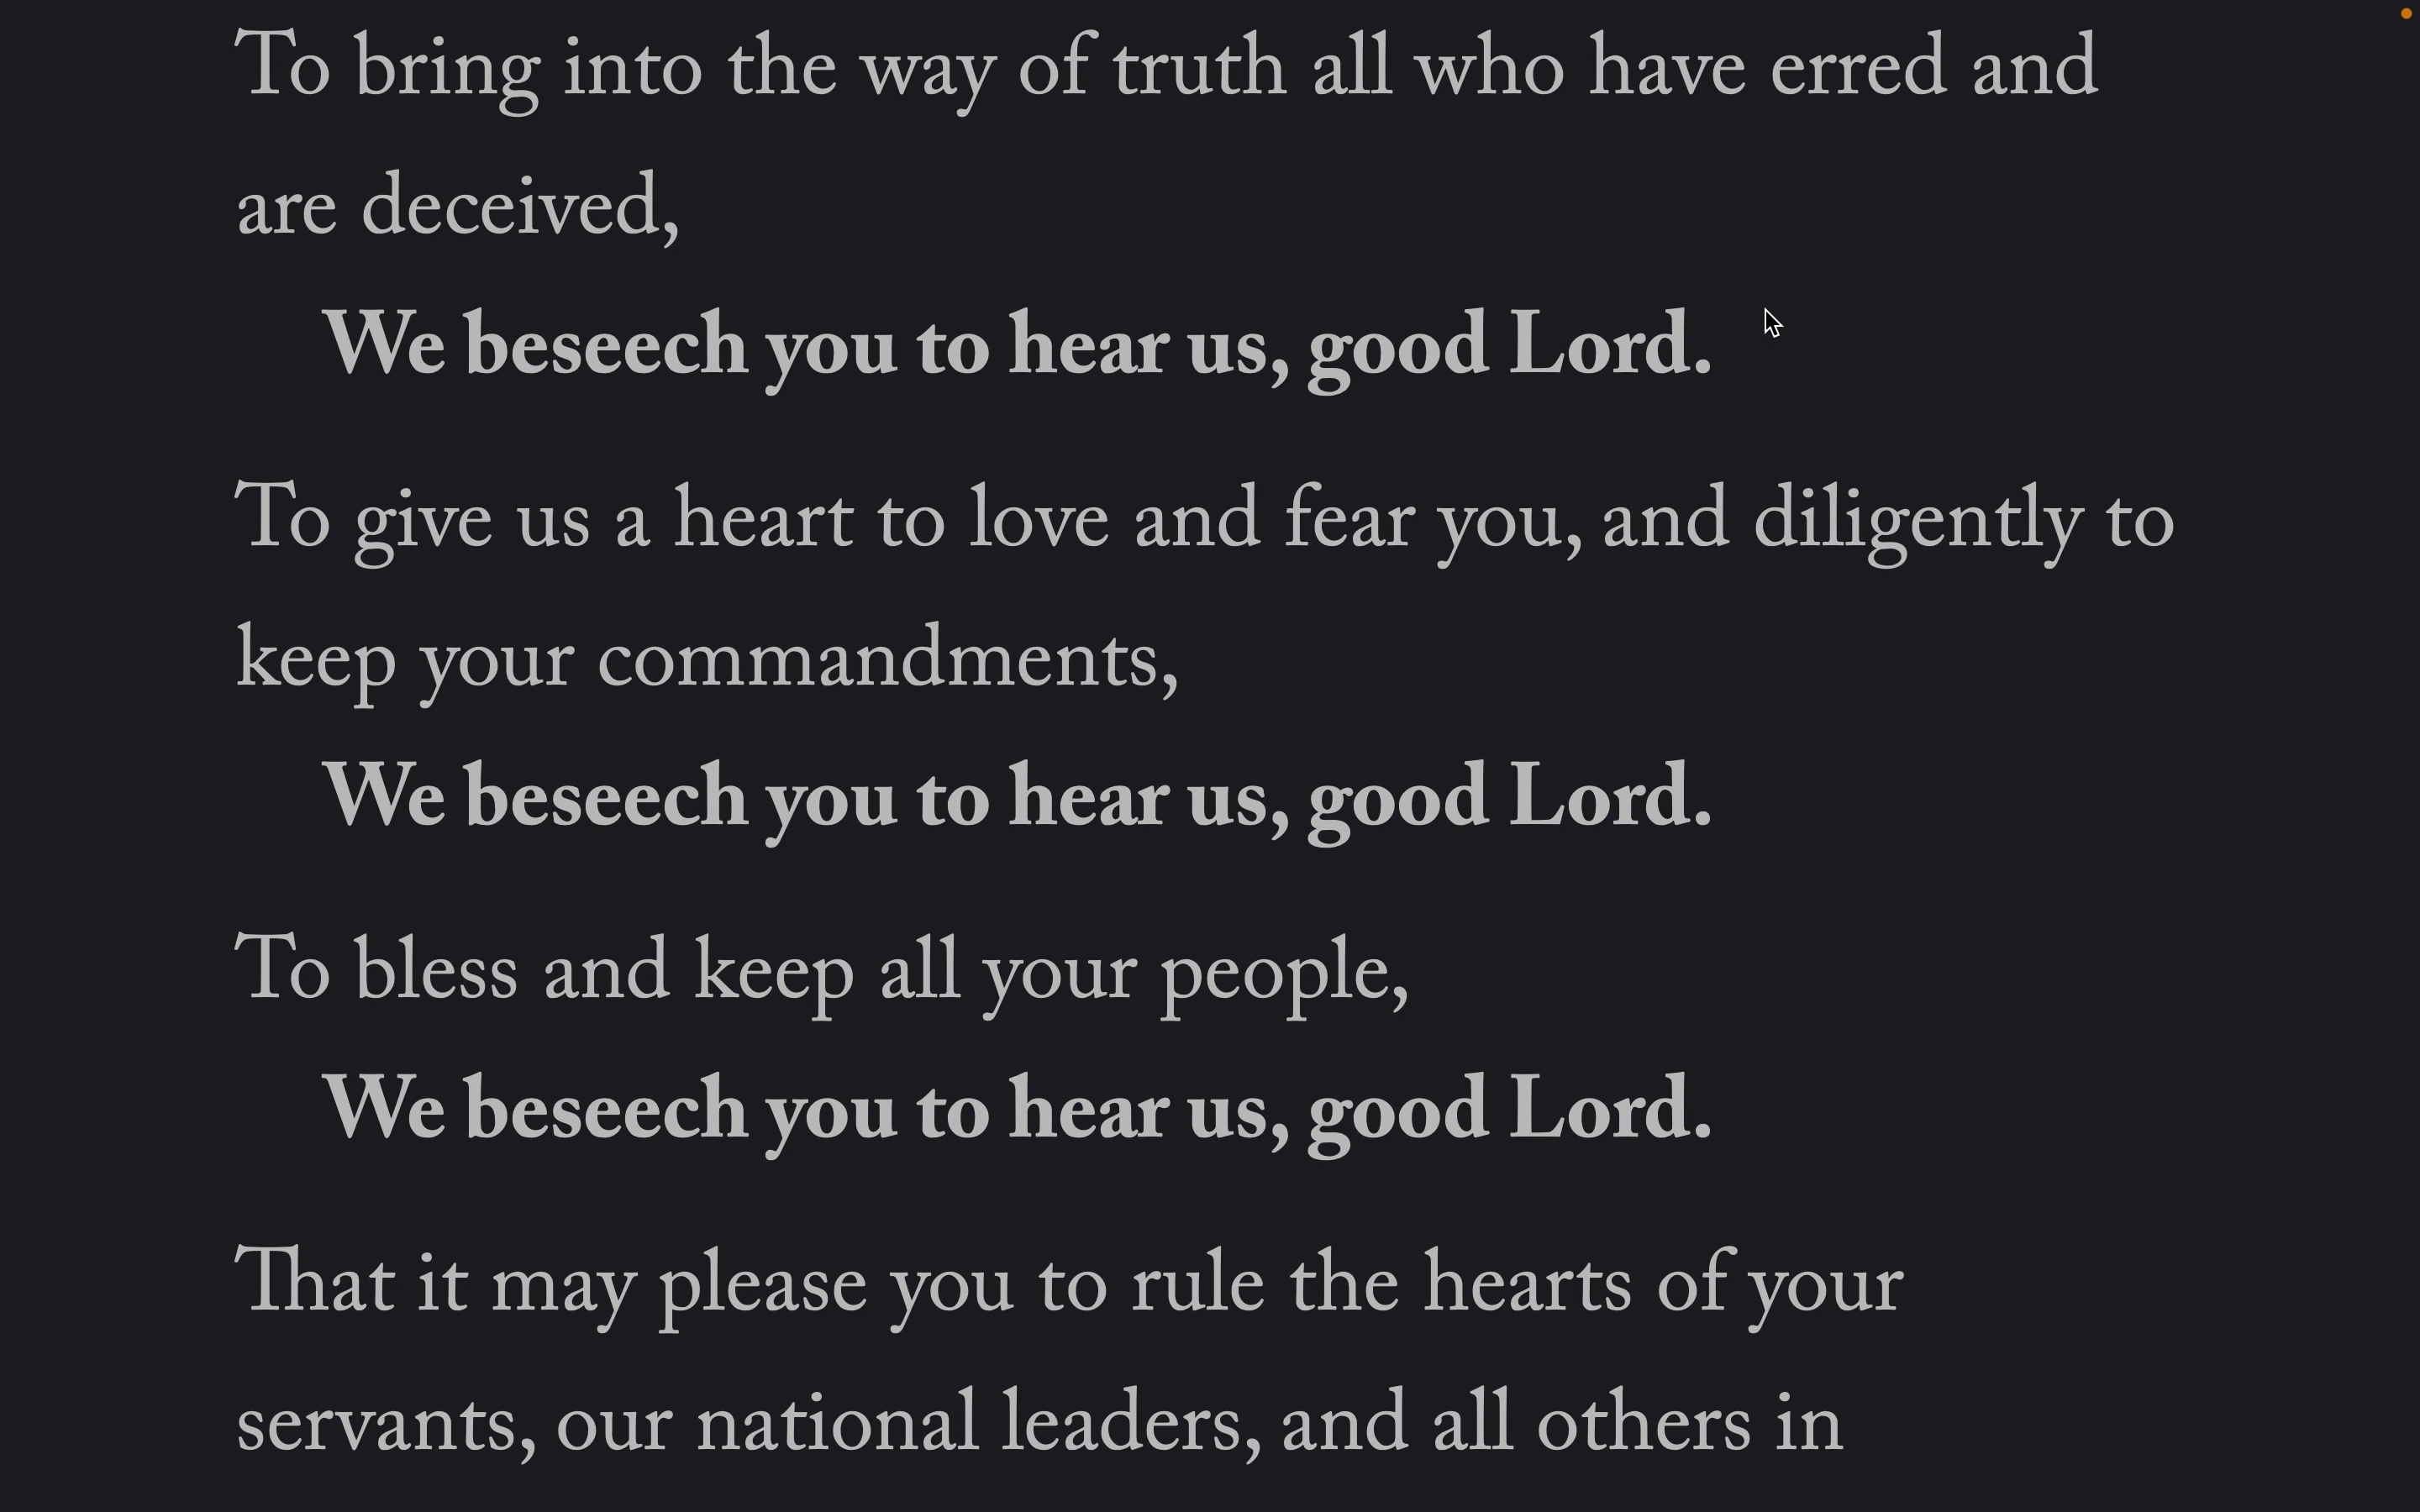 To bring into the way of truth all who have erred and
are deceived,
We beseech you to hear us, good Lord.
To give us a heart to love and fear you, and diligently to
keep your commandments,
We beseech you to hear us, good Lord.
To bless and keep all your people,
We beseech you to hear us, good Lord.
That it may please you to rule the hearts of your
servants, our national leaders, and all others in